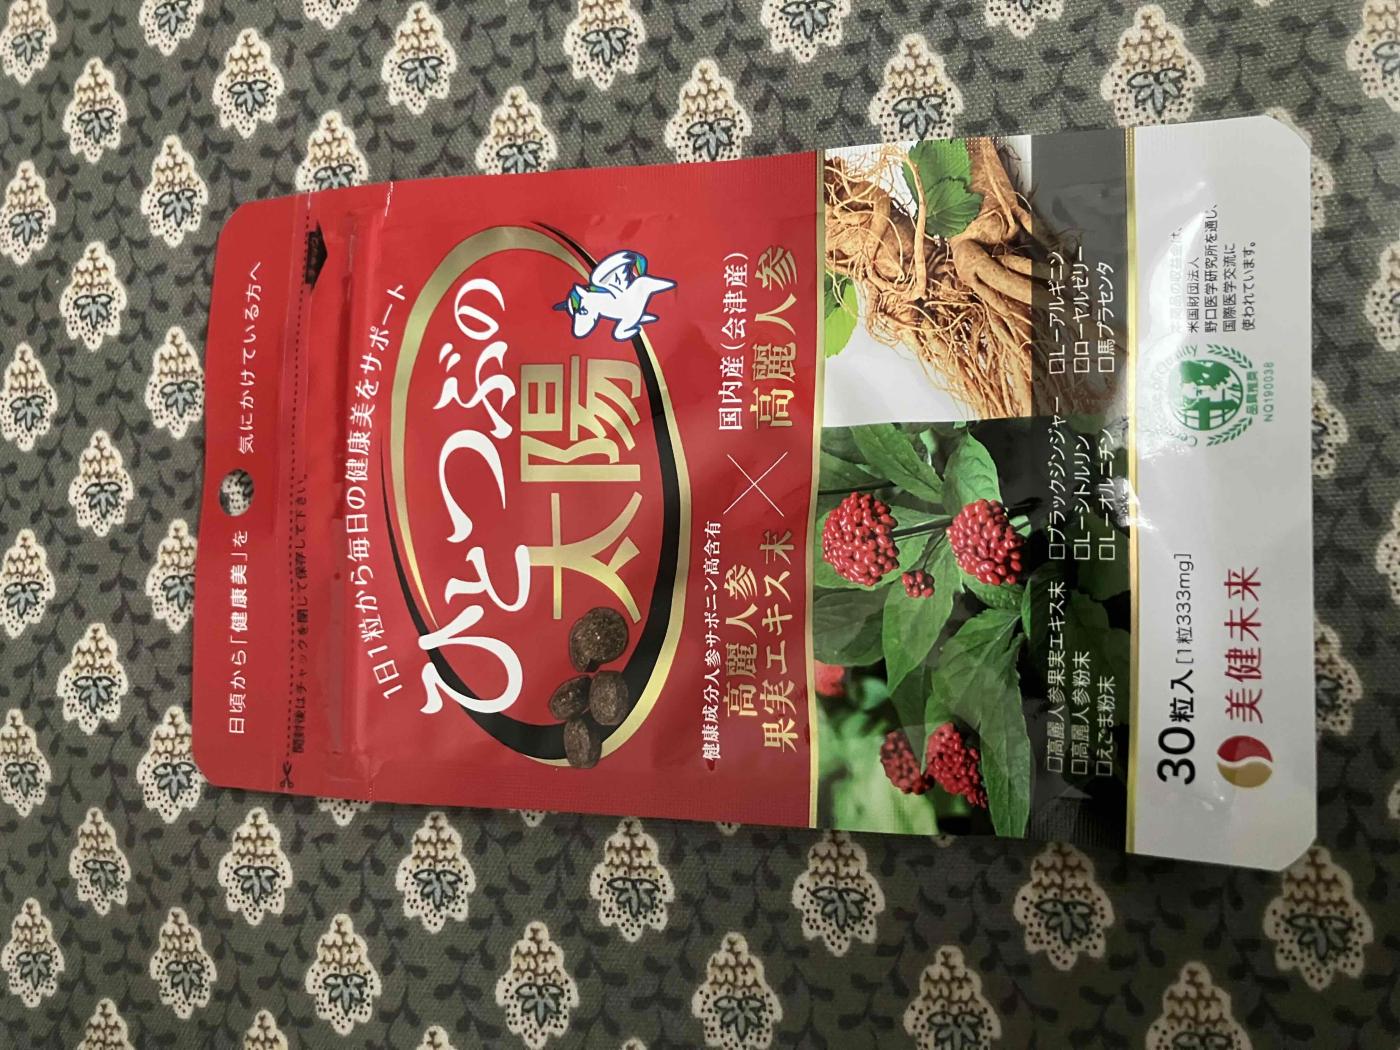 日頃から「健康美」を 気にかけている方へ
開封後はチャックを閉じて保存して下さい。
1日1粒から毎日の健康美をサポート
ひとつぶの
太陽
健康成分人参サポニン高含有
高麗人参
果実エキス末
×
国内産(会津産)
高麗人参
□高麗人参果実エキス末 □ブラックジンジャー □L-アルギニン
□高麗人参粉末 □L-シトルリン □ローヤルゼリー
□えごま粉末 □L-オルニチン □馬プラセンタ
30粒入[1粒333mg]
美健未来
品質推奨
NQ190038
の収益金は、
米国財団法人
野口医学研究所を通じ、
国際医学交流に
使われています。